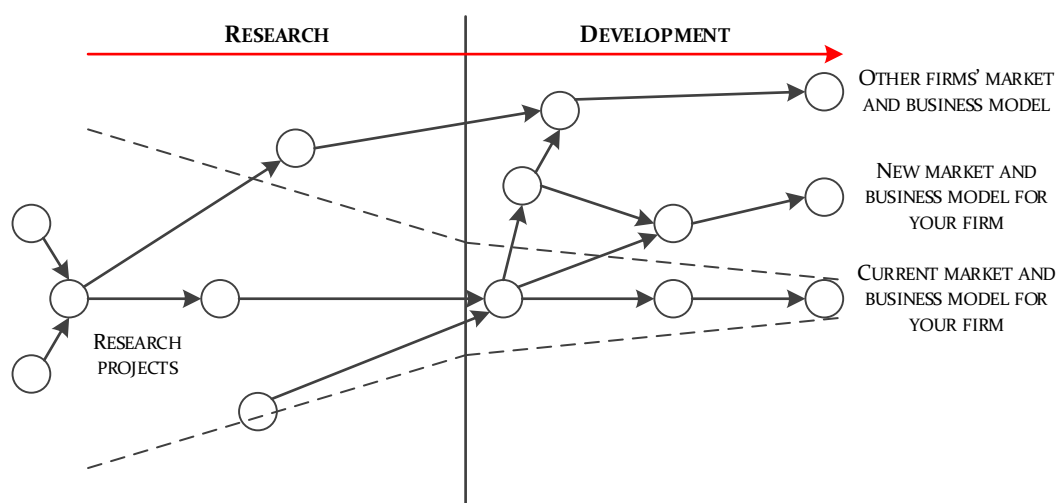 RESEARCH
DEVELOPMENT
OTHER FIRMS' MARKET
AND BUSINESS MODEL
NEW MARKET AND
BUSINESS MODEL FOR
YOUR FIRM
CURRENT MARKET AND
BUSINESS MODEL FOR
YOUR FIRM
RESEARCH
PROJECTS